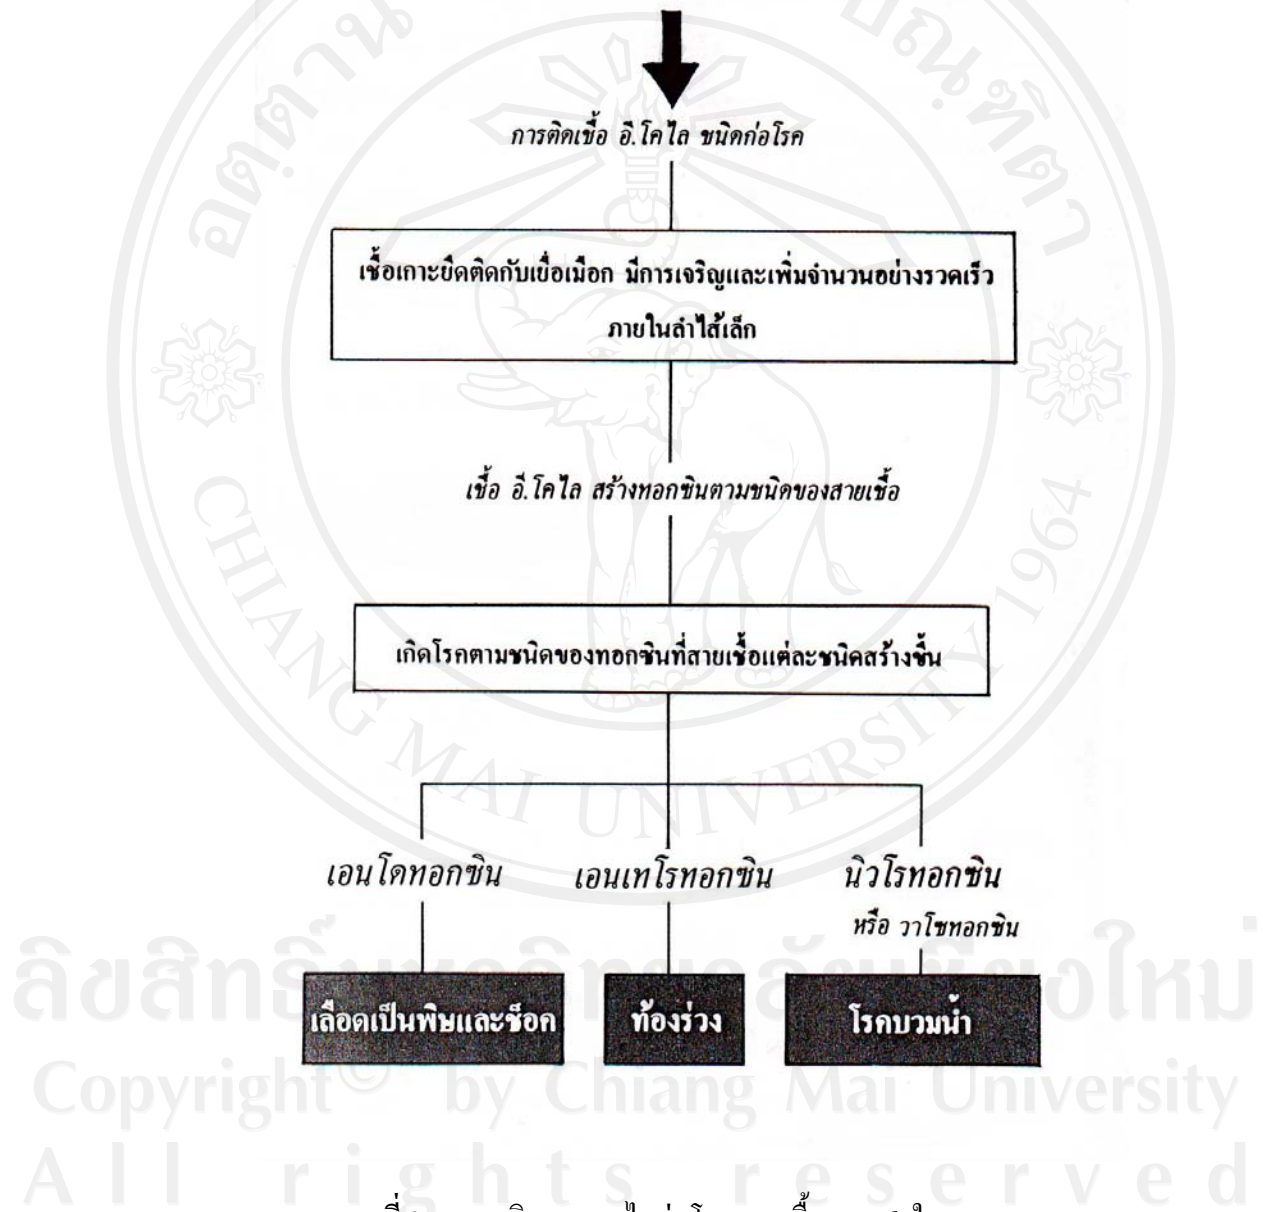 การติดเชื้อ อี.โคไล ชนิดก่อโรค
เชื้อเกาะยึดติดกับเยื่อเมือก มีการเจริญและเพิ่มจำนวนอย่างรวดเร็ว
ภายในลำไส้เล็ก
เชื้อ อี.โคไล สร้างทอกซินตามชนิดของสายเชื้อ
เกิดโรคตามชนิดของทอกซินที่สายเชื้อแต่ละชนิดสร้างขึ้น
เอนโดทอกซิน เอนเทโรทอกซิน นิวโรทอกซิน
หรือ วาโซทอกซิน
เลือดเป็นพิษและช็อค ท้องร่วง โรคบวมน้ำ
CHIANG MAI UNIVERSITY 1964
ลิขสิทธิ์มหาวิทยาลัยเชียงใหม่
Copyright© by Chiang Mai University
All rights reserved